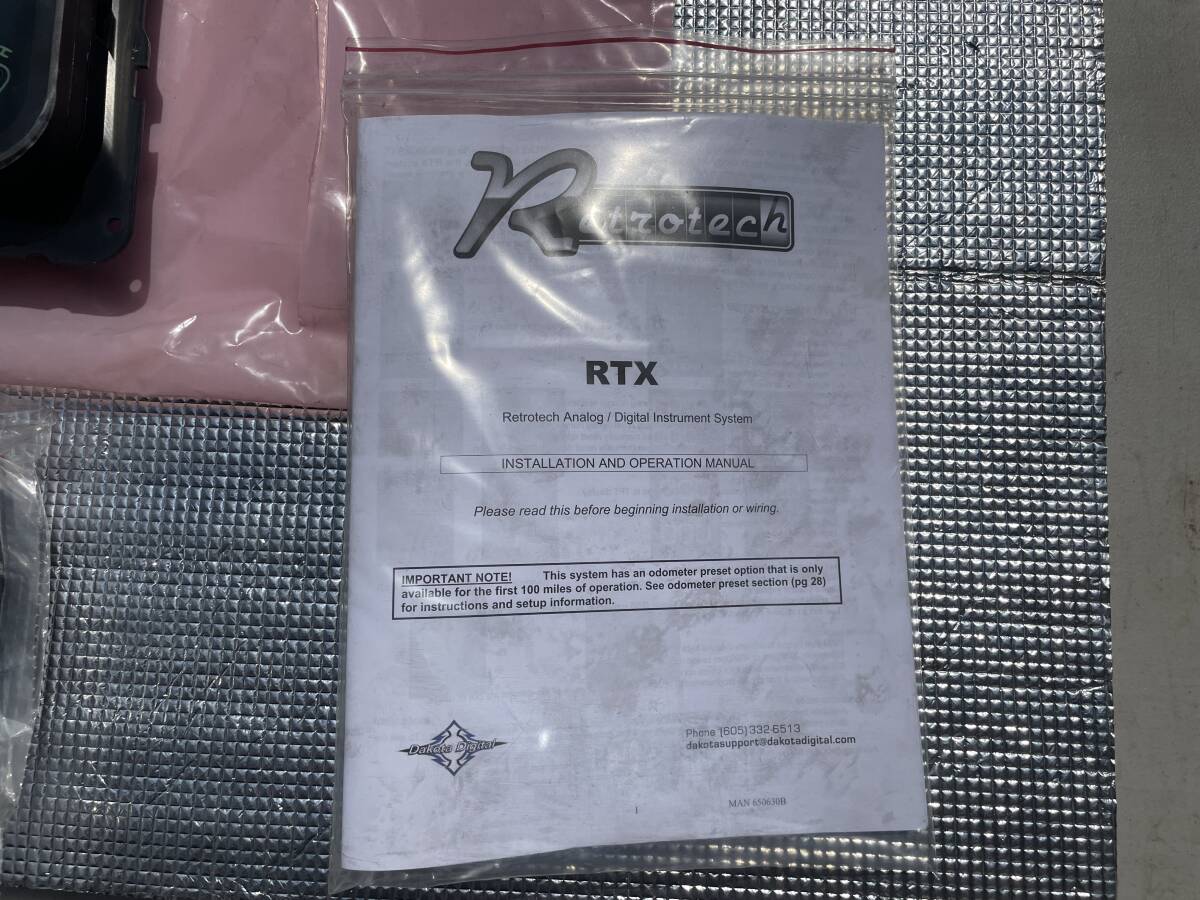 Retrotech
RTX
Retrotech Analog / Digital Instrument System
INSTALLATION AND OPERATION MANUAL
Please read this before beginning installation or wiring.
IMPORTANT NOTE! This system has an odometer preset option that is only
available for the first 100 miles of operation. See odometer preset section (pg 28)
for instructions and setup information.
Dakota Digital
Phone (605) 332-6513
dakotasupport@dakotadigital.com
1
MAN 650630B